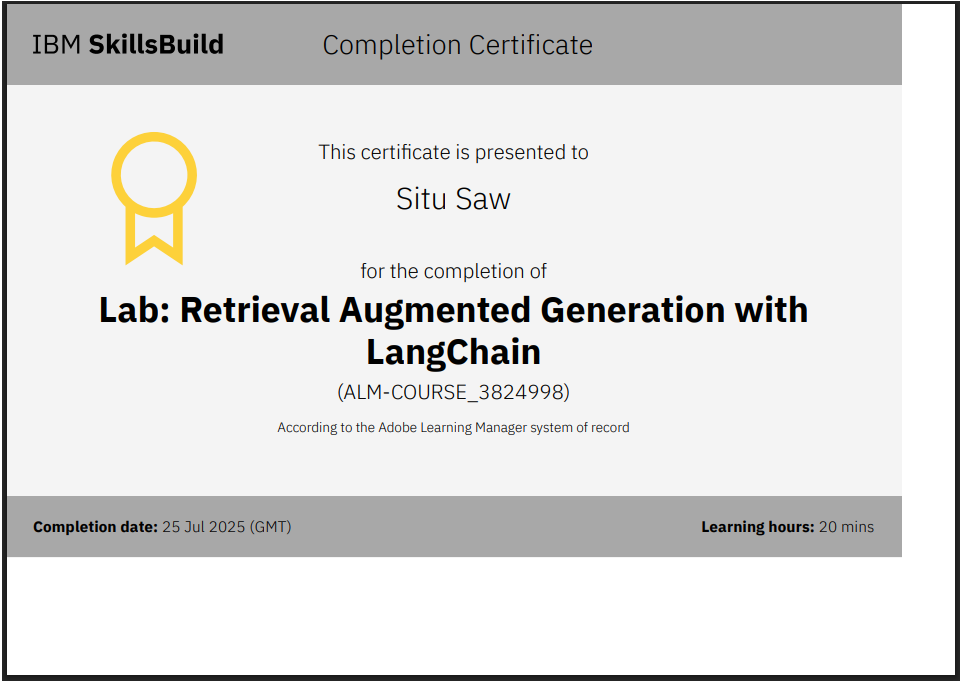 IBM SkillsBuild
Completion Certificate
This certificate is presented to
Situ Saw
for the completion of
Lab: Retrieval Augmented Generation with
LangChain
(ALM-COURSE_3824998)
According to the Adobe Learning Manager system of record
Completion date: 25 Jul 2025 (GMT)
Learning hours: 20 mins